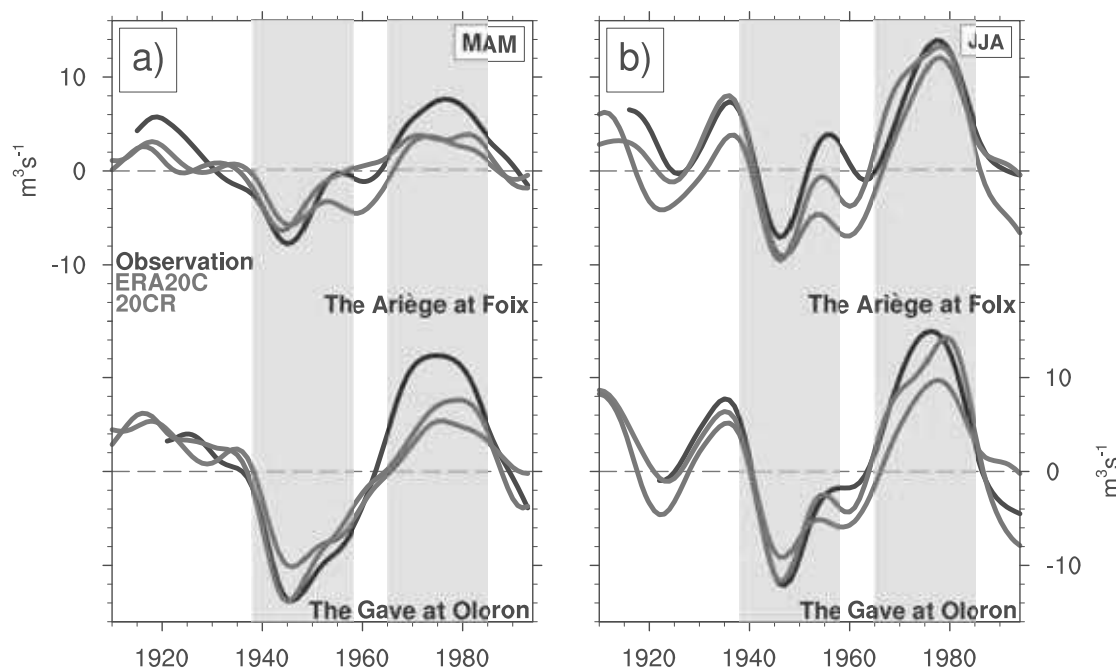 a)
MAM
b)
JJA
10
0
-10
m³s⁻¹
Observation
ERA20C
20CR
The Ariège at Foix
The Ariège at Foix
10
0
-10
m³s⁻¹
The Gave at Oloron
The Gave at Oloron
1920 1940 1960 1980
1920 1940 1960 1980